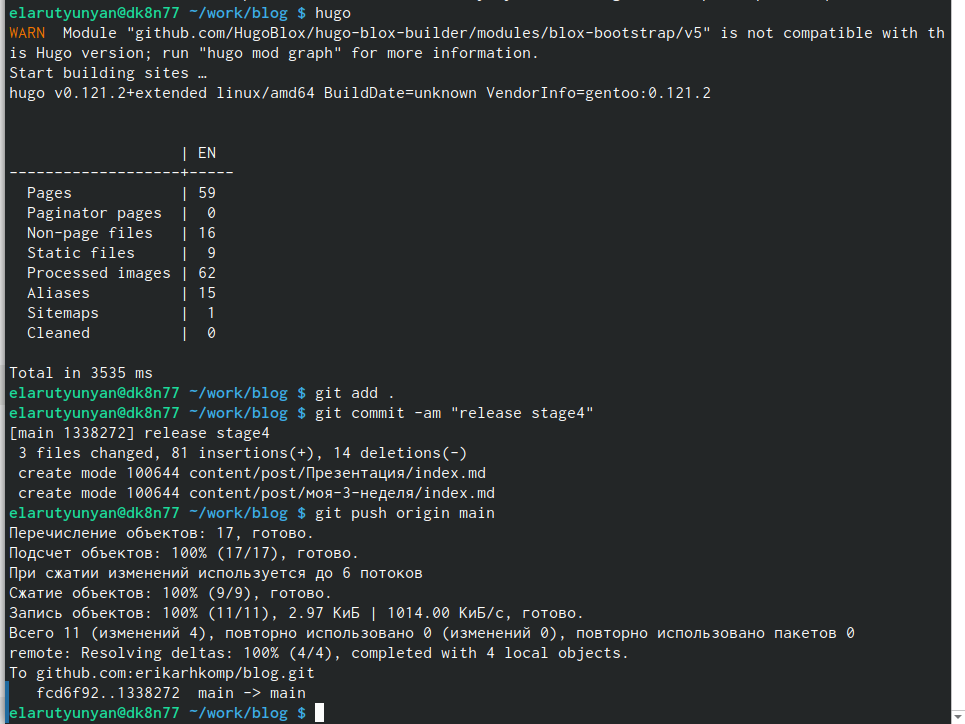 elarutyunyan@dk8n77 ~/work/blog $ hugo
WARN  Module "github.com/HugoBlox/hugo-blox-builder/modules/blox-bootstrap/v5" is not compatible with th
is Hugo version; run "hugo mod graph" for more information.
Start building sites …
hugo v0.121.2+extended linux/amd64 BuildDate=unknown VendorInfo=gentoo:0.121.2
                   | EN
-------------------+-----
  Pages            | 59
  Paginator pages  |  0
  Non-page files   | 16
  Static files     |  9
  Processed images | 62
  Aliases          | 15
  Sitemaps         |  1
  Cleaned          |  0
Total in 3535 ms
elarutyunyan@dk8n77 ~/work/blog $ git add .
elarutyunyan@dk8n77 ~/work/blog $ git commit -am "release stage4"
[main 1338272] release stage4
 3 files changed, 81 insertions(+), 14 deletions(-)
 create mode 100644 content/post/Презентация/index.md
 create mode 100644 content/post/моя-3-неделя/index.md
elarutyunyan@dk8n77 ~/work/blog $ git push origin main
Перечисление объектов: 17, готово.
Подсчет объектов: 100% (17/17), готово.
При сжатии изменений используется до 6 потоков
Сжатие объектов: 100% (9/9), готово.
Запись объектов: 100% (11/11), 2.97 КиБ | 1014.00 КиБ/с, готово.
Всего 11 (изменений 4), повторно использовано 0 (изменений 0), повторно использовано пакетов 0
remote: Resolving deltas: 100% (4/4), completed with 4 local objects.
To github.com:erikarhkomp/blog.git
   fcd6f92..1338272  main -> main
elarutyunyan@dk8n77 ~/work/blog $